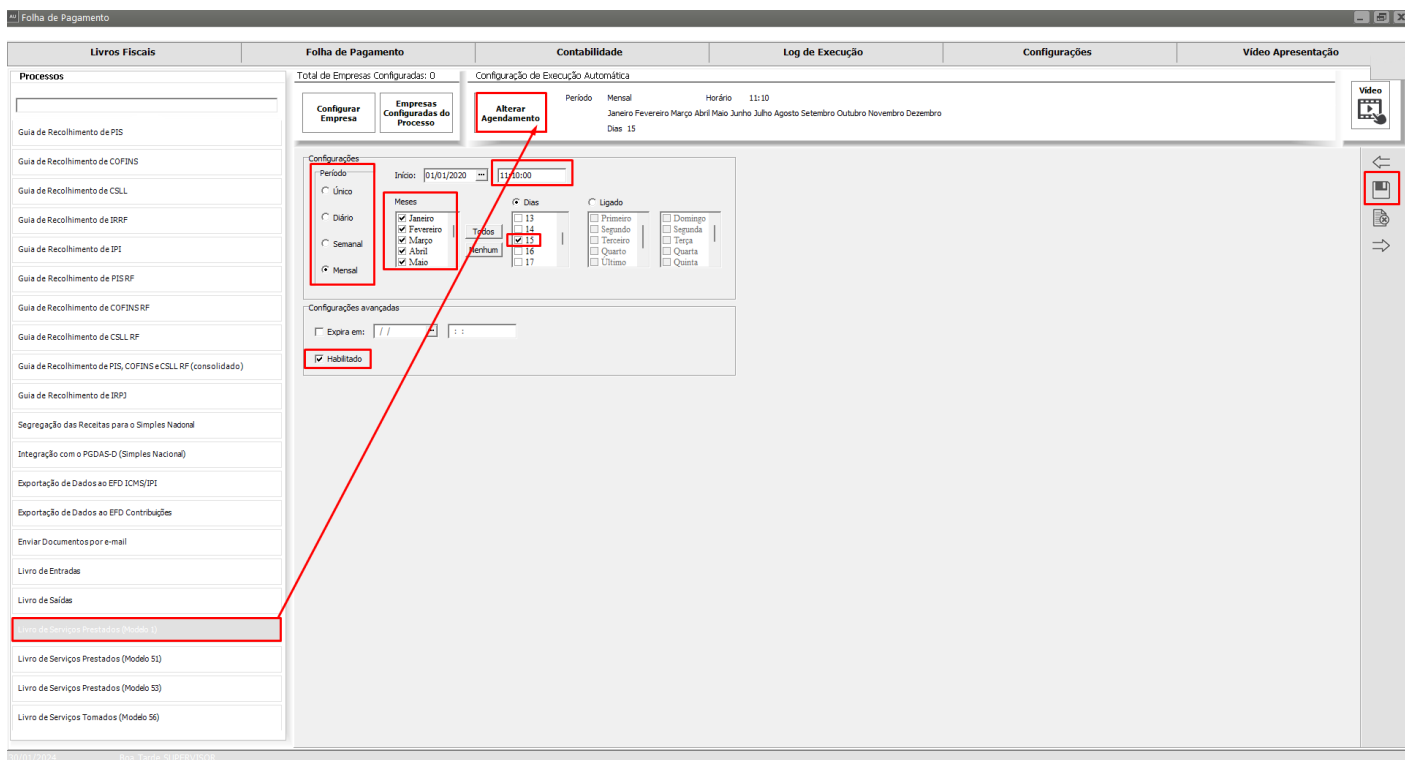 AU Folha de Pagamento
Livros Fiscais
Folha de Pagamento
Contabilidade
Log de Execução
Configurações
Vídeo Apresentação
Processos
Guia de Recolhimento de PIS
Guia de Recolhimento de COFINS
Guia de Recolhimento de CSLL
Guia de Recolhimento de IRRF
Guia de Recolhimento de IPI
Guia de Recolhimento de PIS RF
Guia de Recolhimento de COFINS RF
Guia de Recolhimento de CSLL RF
Guia de Recolhimento de PIS, COFINS e CSLL RF (consolidado)
Guia de Recolhimento de IRPJ
Segregação das Receitas para o Simples Nacional
Integração com o PGDAS-D (Simples Nacional)
Exportação de Dados ao EFD ICMS/IPI
Exportação de Dados ao EFD Contribuições
Enviar Documentos por e-mail
Livro de Entradas
Livro de Saídas
Livro de Serviços Prestados (Modelo 1)
Livro de Serviços Prestados (Modelo 51)
Livro de Serviços Prestados (Modelo 53)
Livro de Serviços Tomados (Modelo 56)
Total de Empresas Configuradas: 0
Configurar
Empresa
Empresas
Configuradas do
Processo
Configuração de Execução Automática
Alterar
Agendamento
Período Mensal Horário 11:10
Janeiro Fevereiro Março Abril Maio Junho Julho Agosto Setembro Outubro Novembro Dezembro
Dias 15
Vídeo
Configurações
Período
Único
Diário
Semanal
Mensal
Início: 01/01/2020 ... 11:10:00
Meses
Janeiro
Fevereiro
Março
Abril
Maio
Todos
Nenhum
Dias
13
14
15
16
17
Ligado
Primeiro
Segundo
Terceiro
Quarto
Último
Domingo
Segunda
Terça
Quarta
Quinta
Configurações avançadas
Expira em: / / ... : :
Habilitado
Boa Tarde SUPERVISOR